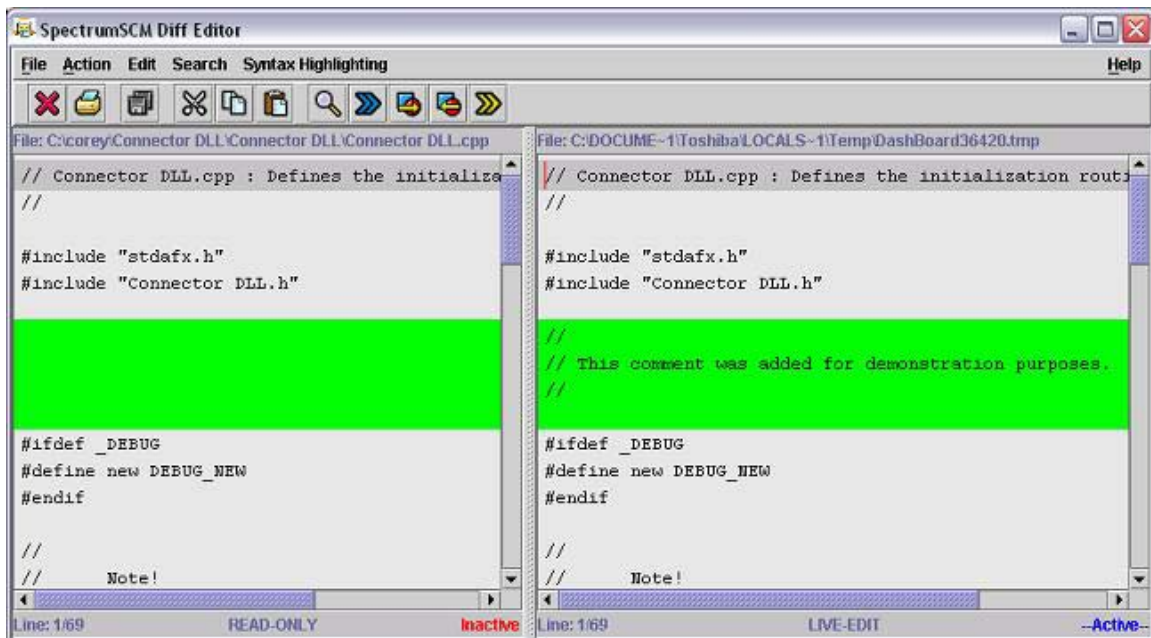 SpectrumSCM Diff Editor
File Action Edit Search Syntax Highlighting Help
File: C:\corey\Connector DLL\Connector DLL\Connector DLL.cpp
// Connector DLL.cpp : Defines the initializa
//
#include "stdafx.h"
#include "Connector DLL.h"
#ifdef _DEBUG
#define new DEBUG_NEW
#endif
//
// Note!
Line: 1/69 READ-ONLY Inactive
File: C:\DOCUME~1\Toshiba\LOCALS~1\Temp\DashBoard36420.tmp
// Connector DLL.cpp : Defines the initialization routi
//
#include "stdafx.h"
#include "Connector DLL.h"
//
// This comment was added for demonstration purposes.
//
#ifdef _DEBUG
#define new DEBUG_NEW
#endif
//
// Note!
Line: 1/69 LIVE-EDIT --Active--